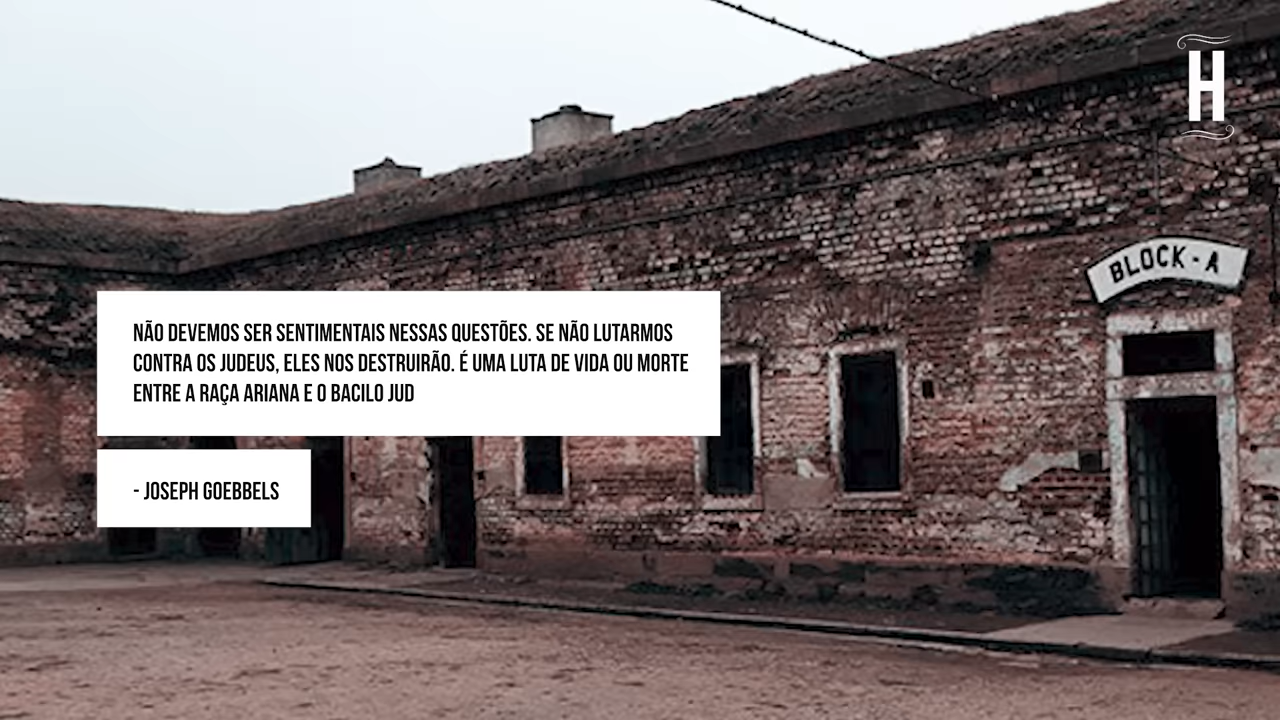 H
BLOCK-A
NÃO DEVEMOS SER SENTIMENTAIS NESSAS QUESTÕES. SE NÃO LUTARMOS
CONTRA OS JUDEUS, ELES NOS DESTRUIRÃO. É UMA LUTA DE VIDA OU MORTE
ENTRE A RAÇA ARIANA E O BACILO JUD
- JOSEPH GOEBBELS